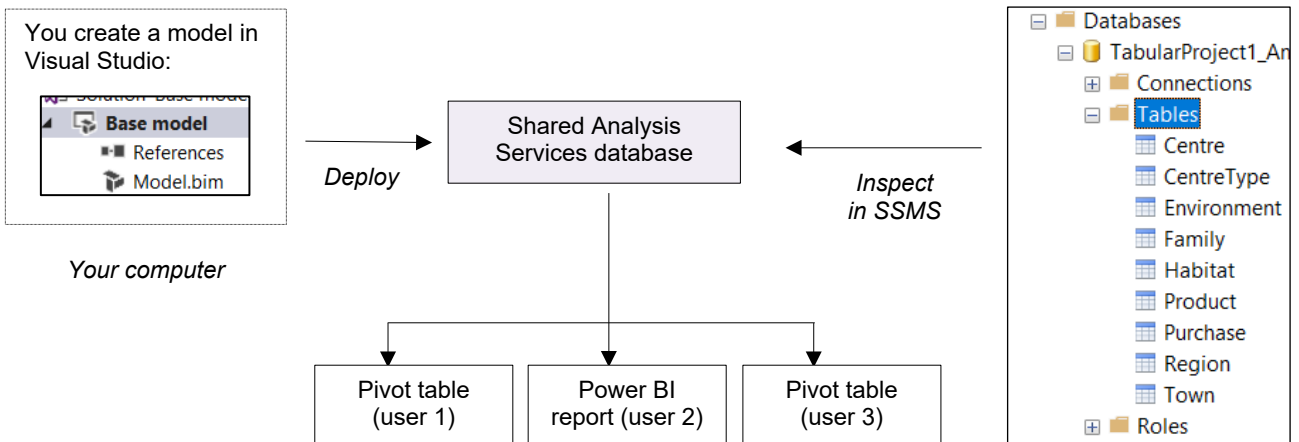 You create a model in
Visual Studio:
Base model
References
Model.bim
Your computer
Deploy
Shared Analysis
Services database
Inspect
in SSMS
Pivot table
(user 1)
Power BI
report (user 2)
Pivot table
(user 3)
Databases
TabularProject1_An
Connections
Tables
Centre
CentreType
Environment
Family
Habitat
Product
Purchase
Region
Town
Roles